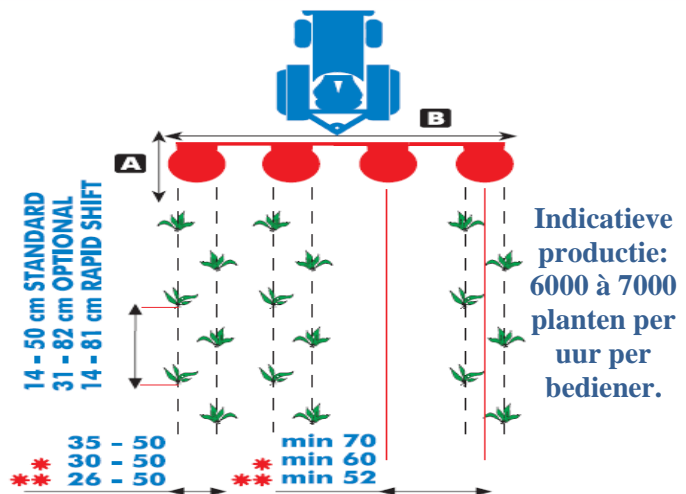 B
A
14 - 50 cm STANDARD
31 - 82 cm OPTIONAL
14 - 81 cm RAPID SHIFT
Indicatieve
productie:
6000 à 7000
planten per
uur per
bediener.
35 - 50
* 30 - 50
** 26 - 50
min 70
* min 60
** min 52